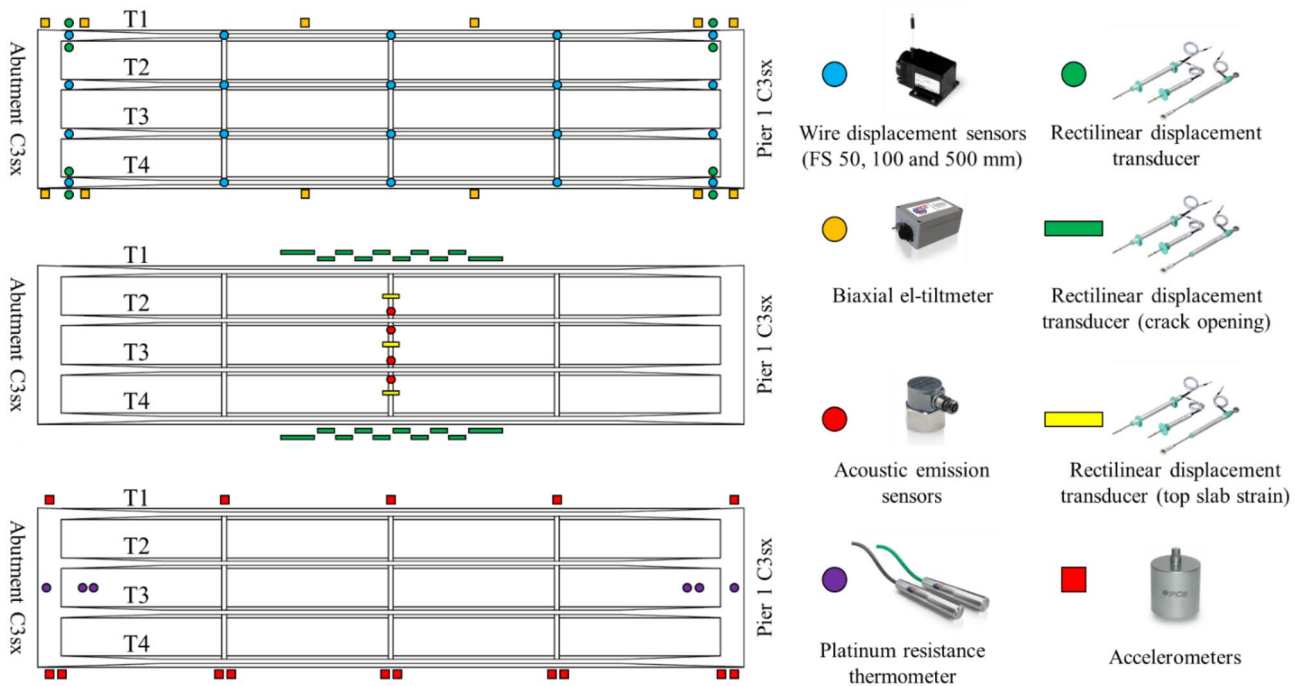 T1
T2
T3
T4
Abutment C3sx
Pier 1 C3sx
T1
T2
T3
T4
Abutment C3sx
Pier 1 C3sx
T1
T2
T3
T4
Abutment C3sx
Pier 1 C3sx
Wire displacement sensors
(FS 50, 100 and 500 mm)
Rectilinear displacement
transducer
Biaxial el-tiltmeter
Rectilinear displacement
transducer (crack opening)
Acoustic emission
sensors
Rectilinear displacement
transducer (top slab strain)
Platinum resistance
thermometer
PCB
Accelerometers